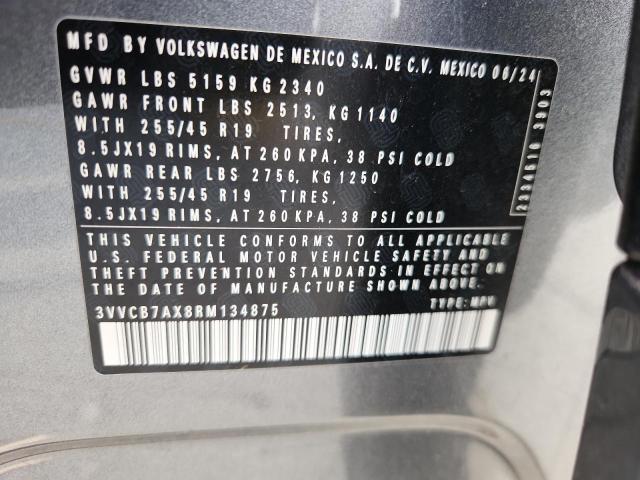 MFD BY VOLKSWAGEN DE MEXICO S.A. DE C.V. MEXICO 06/24
GVWR LBS 5159 KG 2340
GAWR FRONT LBS 2513, KG 1140
WITH 255/45 R19 TIRES,
8.5JX19 RIMS, AT 260 KPA, 38 PSI COLD
GAWR REAR LBS 2756, KG 1250
WITH 255/45 R19 TIRES,
8.5JX19 RIMS, AT 260 KPA, 38 PSI COLD
THIS VEHICLE CONFORMS TO ALL APPLICABLE
U.S. FEDERAL MOTOR VEHICLE SAFETY AND
THEFT PREVENTION STANDARDS IN EFFECT ON
THE DATE OF MANUFACTURE SHOWN ABOVE.
3VVCB7AX8RM134875 TYPE: MPV
2334516 3903